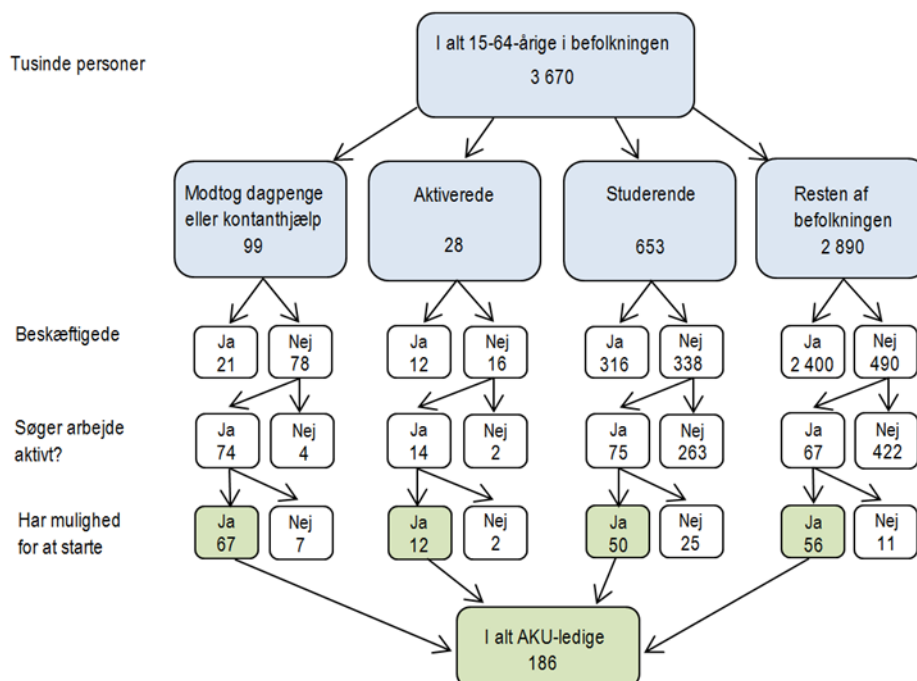 I alt 15-64-årige i befolkningen
Tusinde personer
3 670
Modtog dagpenge
eller kontanthjælp
99
Aktiverede
28
Studerende
653
Resten af
befolkningen
2 890
Beskæftigede
Ja
21
Nej
78
Ja
12
Nej
16
Ja
316
Nej
338
Ja
2 400
Nej
490
Søger arbejde
aktivt?
Ja
74
Nej
4
Ja
14
Nej
2
Ja
75
Nej
263
Ja
67
Nej
422
Har mulighed
for at starte
Ja
67
Nej
7
Ja
12
Nej
2
Ja
50
Nej
25
Ja
56
Nej
11
I alt AKU-ledige
186